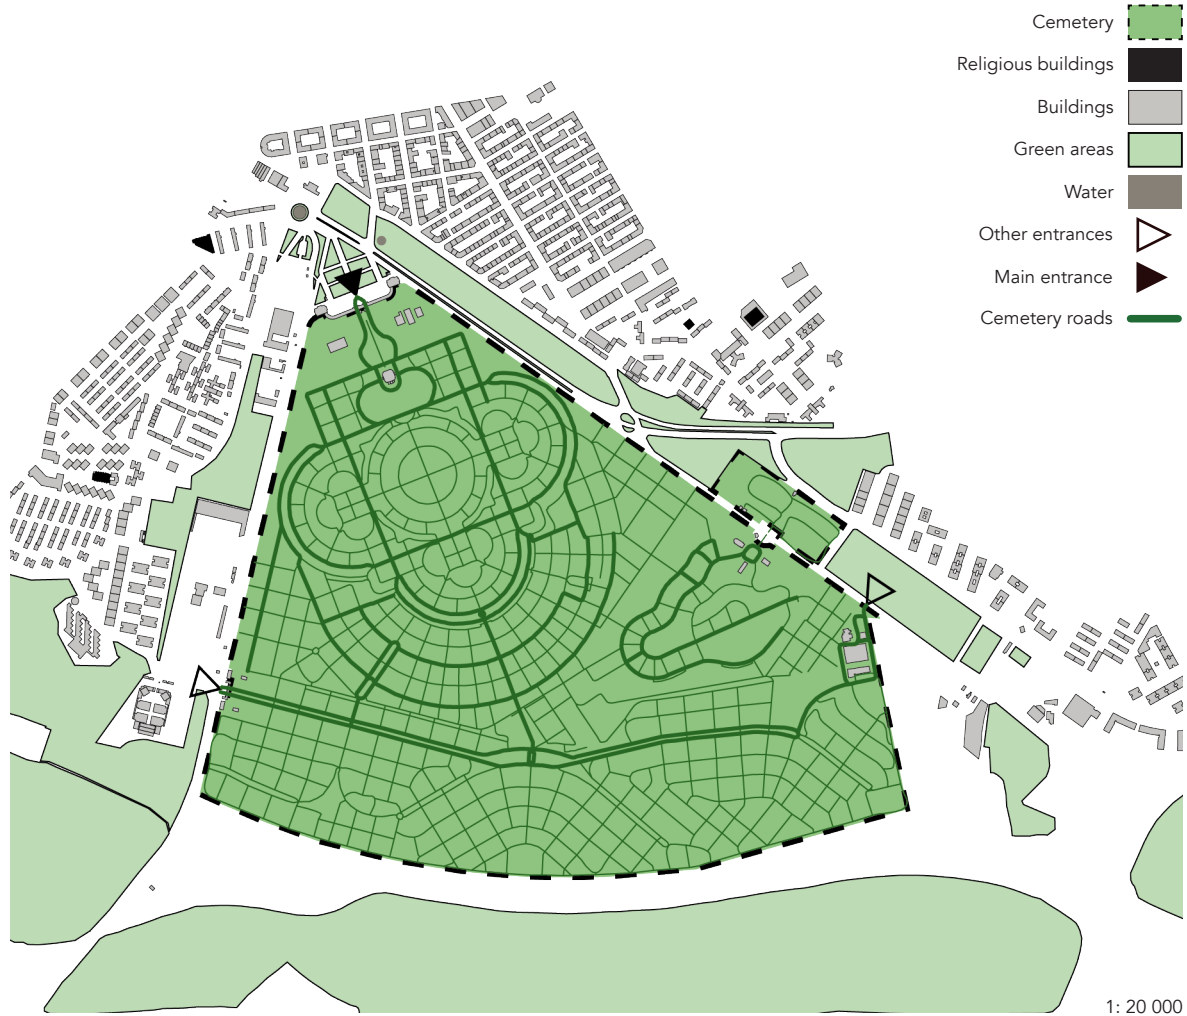 Cemetery
Religious buildings
Buildings
Green areas
Water
Other entrances
Main entrance
Cemetery roads
1: 20 000